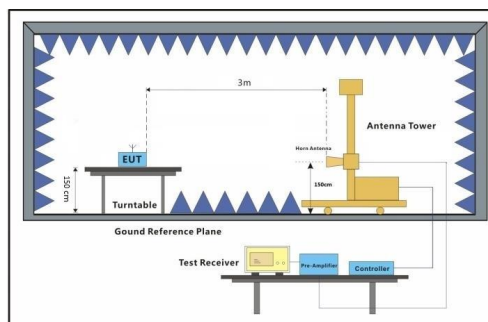 3m
Antenna Tower
Horn Antenna
EUT
150 cm
150cm
Turntable
Gound Reference Plane
Test Receiver
Pre-Amplifier
Controller